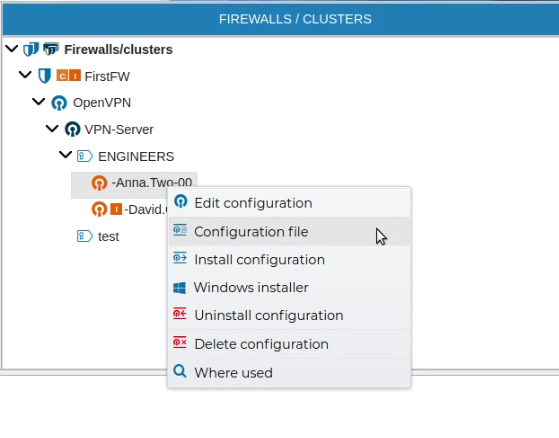 FIREWALLS / CLUSTERS
Firewalls/clusters
C I FirstFW
OpenVPN
VPN-Server
ENGINEERS
-Anna.Two-00
I -David.
test
Edit configuration
Configuration file
Install configuration
Windows installer
Uninstall configuration
Delete configuration
Where used